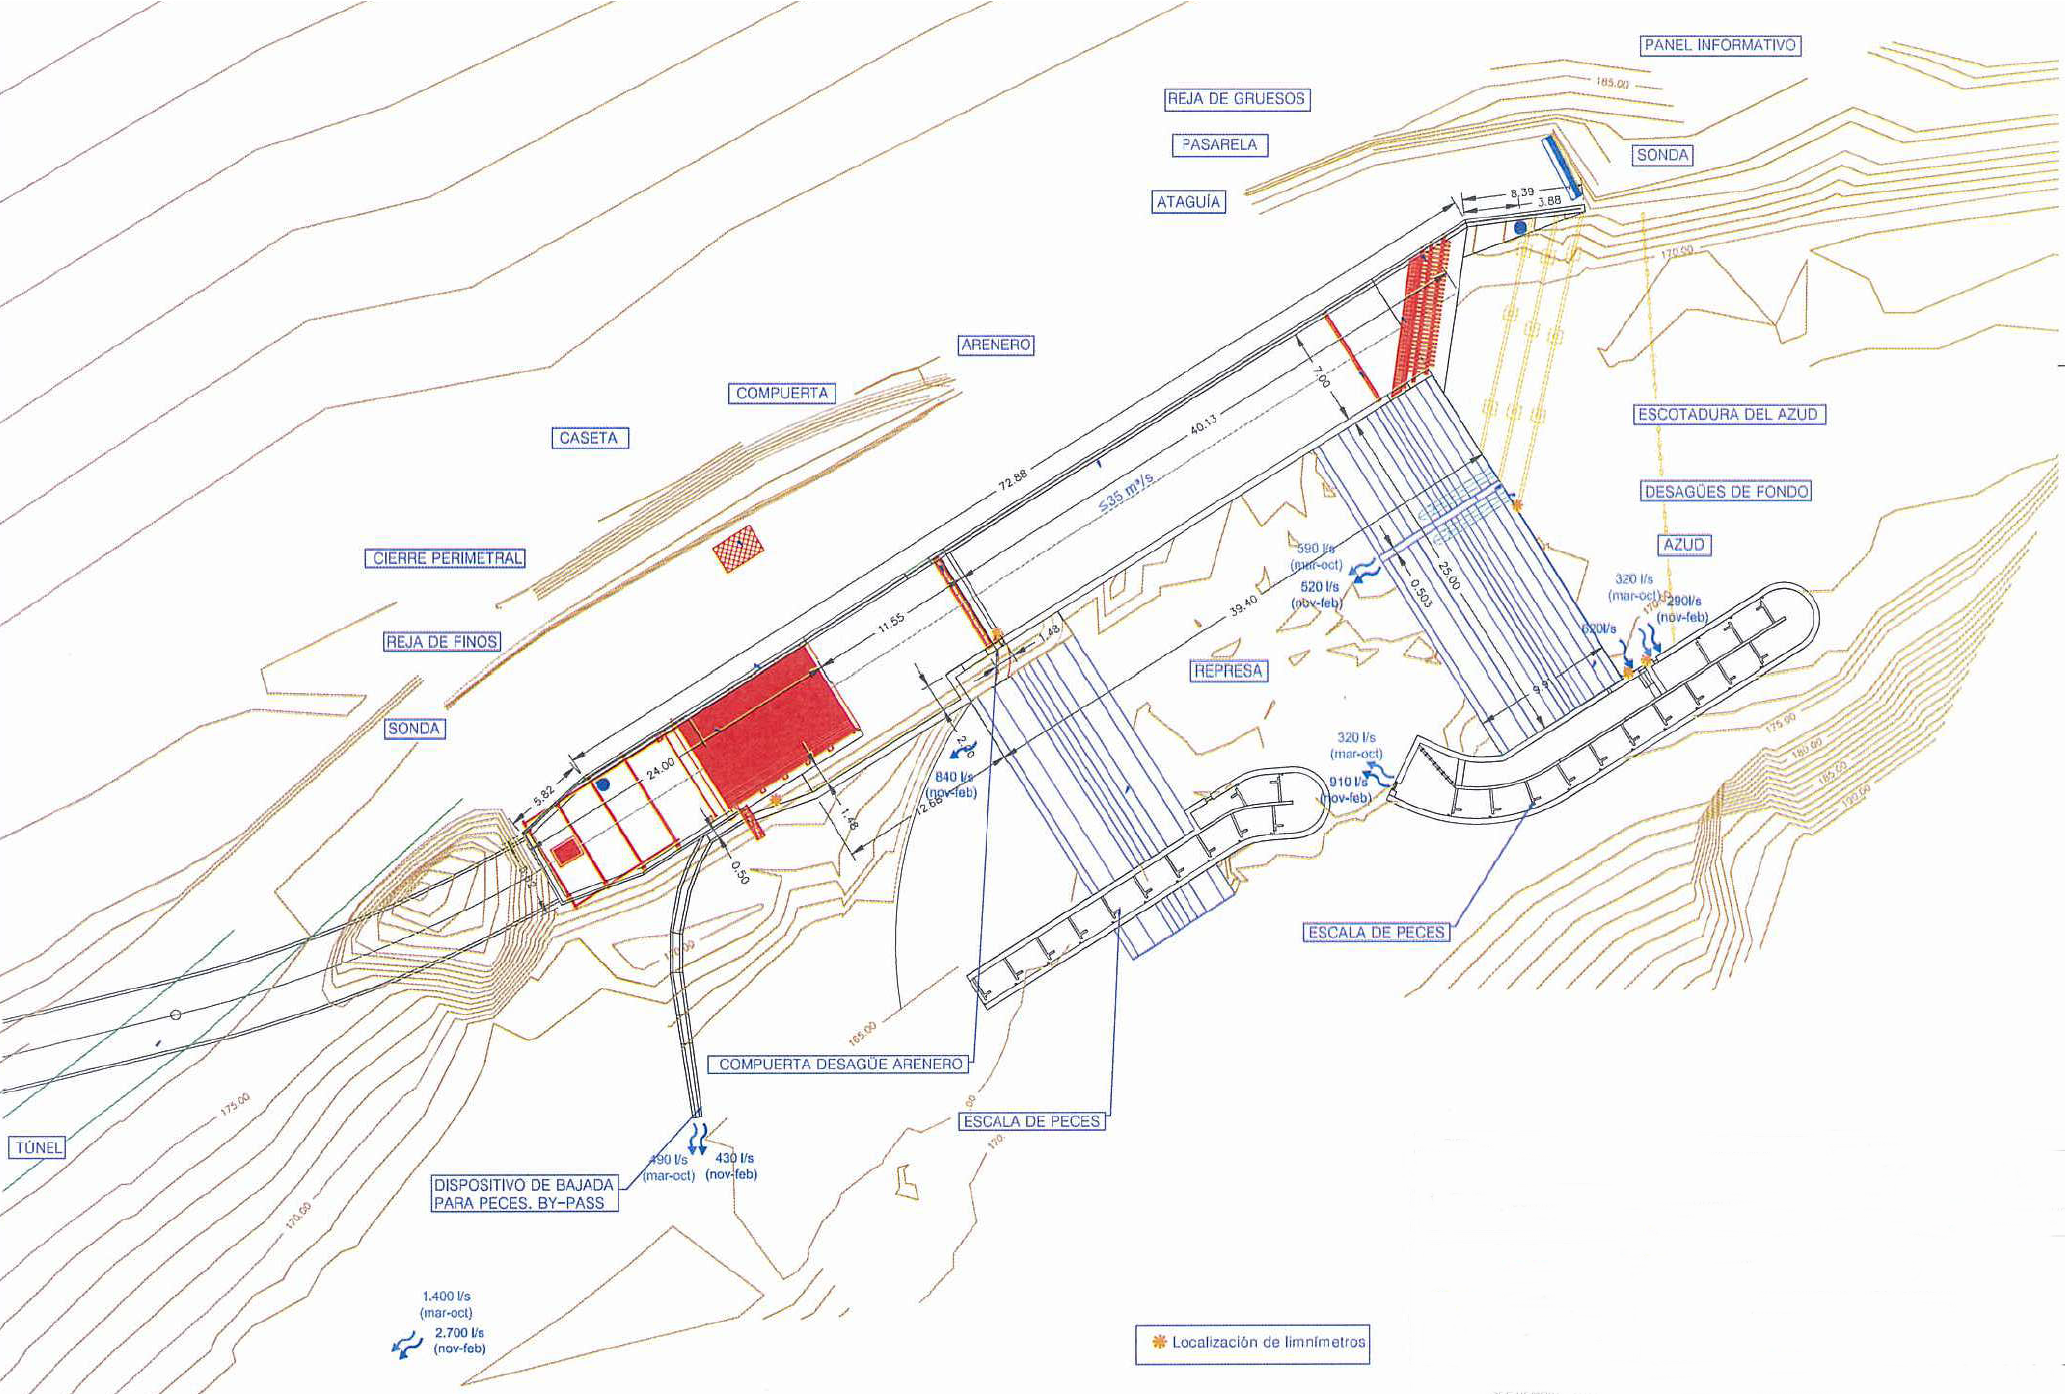 PANEL INFORMATIVO
185.00
REJA DE GRUESOS
PASARELA
SONDA
ATAGUÍA
8.39
3.88
170.00
ARENERO
7.00
COMPUERTA
40.13
ESCOTADURA DEL AZUD
CASETA
72.88
≤35 m³/s
DESAGÜES DE FONDO
CIERRE PERIMETRAL
590 l/s
(mar-oct)
520 l/s
(nov-feb)
25.00
0.503
AZUD
320 l/s
(mar-oct)
290l/s
(nov-feb)
620l/s
39.40
11.55
1.48
REJA DE FINOS
REPRESA
9.9
SONDA
175.00
180.00
185.00
190.00
320 l/s
(mar-oct)
910 l/s
(nov-feb)
24.00
5.82
840 l/s
(nov-feb)
12.68
1.48
0.50
ESCALA DE PECES
170.00
165.00
COMPUERTA DESAGÜE ARENERO
175.00
ESCALA DE PECES
170.
TÚNEL
490 l/s
(mar-oct)
430 l/s
(nov-feb)
DISPOSITIVO DE BAJADA
PARA PECES. BY-PASS
170.00
1.400 l/s
(mar-oct)
2.700 l/s
(nov-feb)
Localización de limnímetros